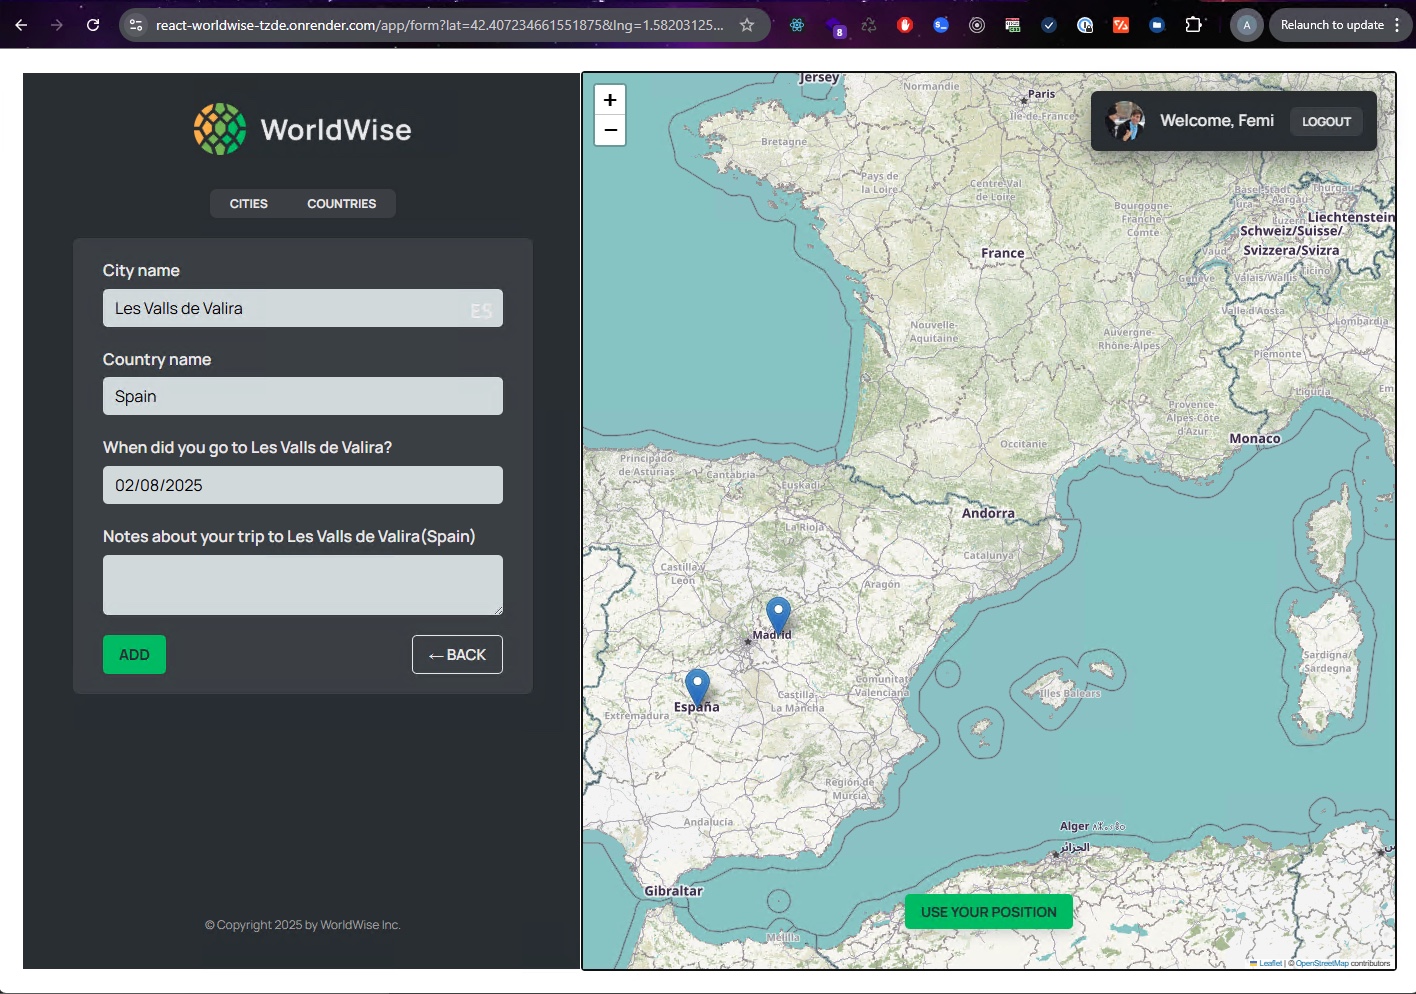 react-worldwise-tzde.onrender.com/app/form?lat=42.407234661551875&lng=1.58203125...
8
A
Relaunch to update
WorldWise
CITIES
COUNTRIES
City name
Les Valls de Valira
ES
Country name
Spain
When did you go to Les Valls de Valira?
02/08/2025
Notes about your trip to Les Valls de Valira(Spain)
ADD
← BACK
© Copyright 2025 by WorldWise Inc.
+
−
Welcome, Femi
LOGOUT
Jersey
Normandie
Paris
Île-de-France
Bretagne
Pays de
la Loire
Centre-Val
de Loire
Bourgogne-
Franche-
Comté
Basel-Stadt
Thurgau
Jura
Aargau
Luzern
Liechtenstein
Schweiz/Suisse/
Svizzera/Svizra
Vaud
Ticino
Genève
Valais/Wallis
France
Valle d'Aosta
Lombardia
Nouvelle-
Aquitaine
Auvergne-
Rhône-Alpes
Piemonte
Liguria
Em
Provence-
Alpes-Côte
d'Azur
Monaco
Occitanie
Principado
de Asturias
Cantabria
Euskadi
La Rioja
Andorra
Catalunya
Castilla y
León
Aragón
Madrid
España
Extremadura
Castilla-
La Mancha
Comunitat
Valenciana
Illes Balears
Sardigna/
Sardegna
Región de
Murcia
Andalucía
Gibraltar
Melilla
Alger
الجزائر
USE YOUR POSITION
Leaflet | © OpenStreetMap contributors